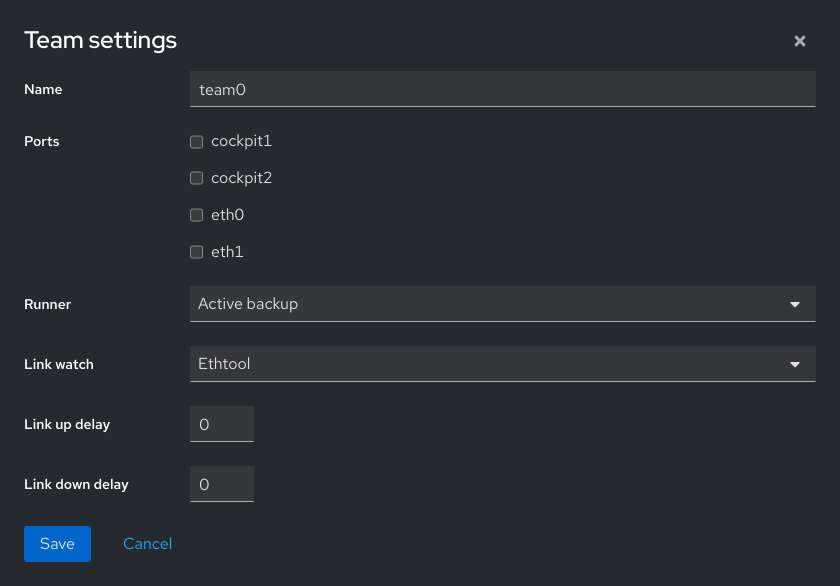 Team settings
Name team0
Ports cockpit1
cockpit2
eth0
eth1
Runner Active backup
Link watch Ethtool
Link up delay 0
Link down delay 0
Save Cancel